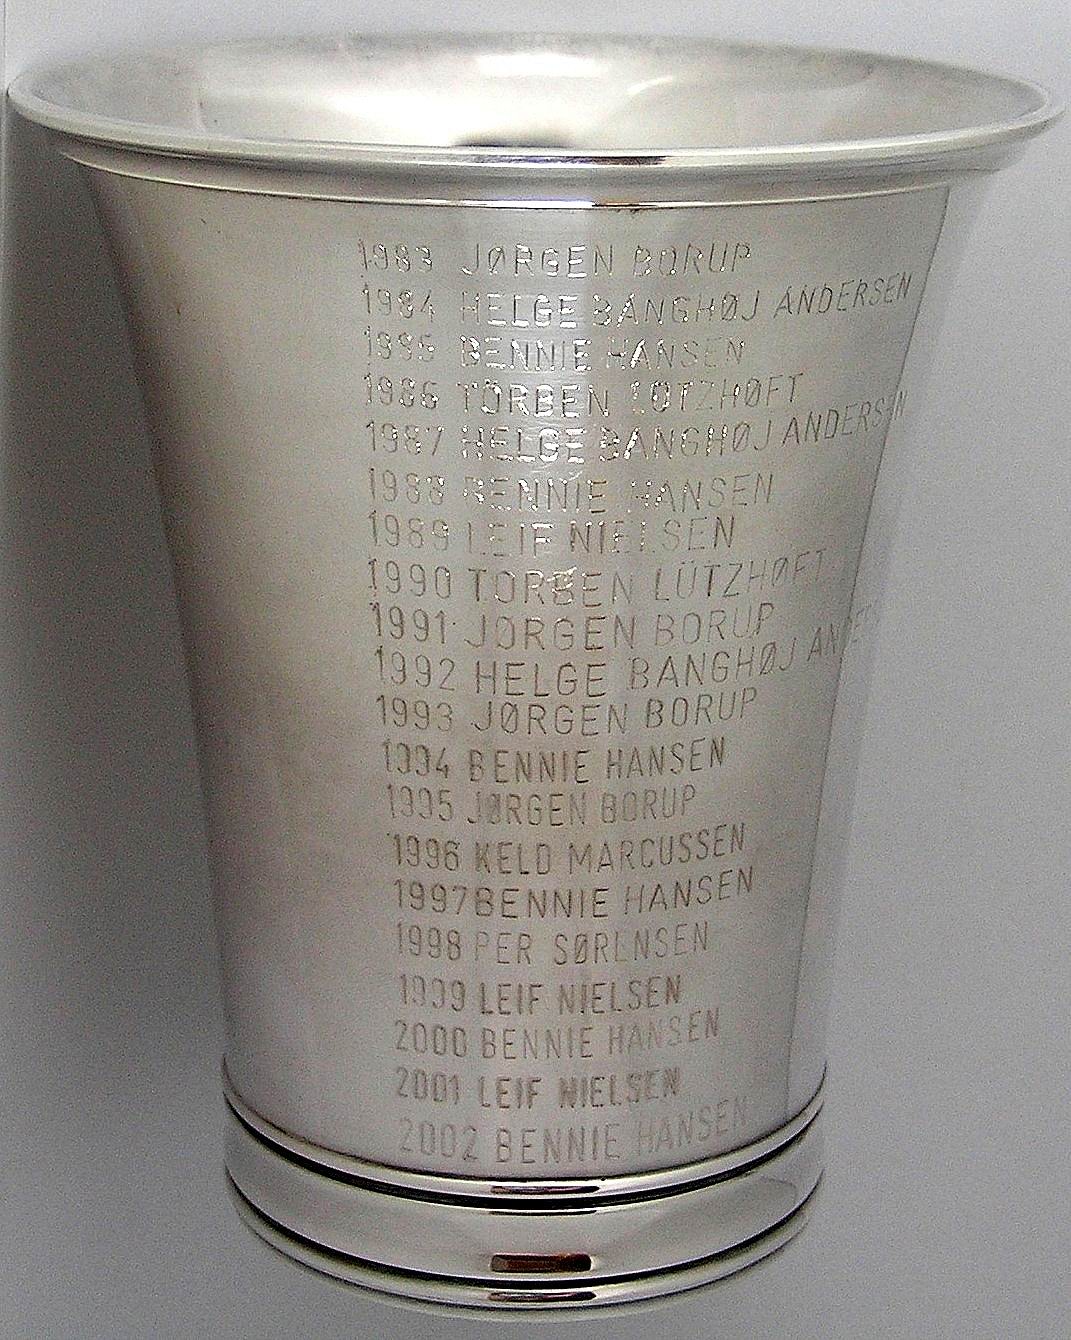 1983 JØRGEN BORUP
1984 HELGE BANGHØJ ANDERSEN
1985 BENNIE HANSEN
1986 TORBEN LÜTZHØFT
1987 HELGE BANGHØJ ANDERSEN
1988 BENNIE HANSEN
1989 LEIF NIELSEN
1990 TORBEN LÜTZHØFT
1991 JØRGEN BORUP
1992 HELGE BANGHØJ ANDE
1993 JØRGEN BORUP
1994 BENNIE HANSEN
1995 JØRGEN BORUP
1996 KELD MARCUSSEN
1997 BENNIE HANSEN
1998 PER SØRENSEN
1999 LEIF NIELSEN
2000 BENNIE HANSEN
2001 LEIF NIELSEN
2002 BENNIE HANSEN